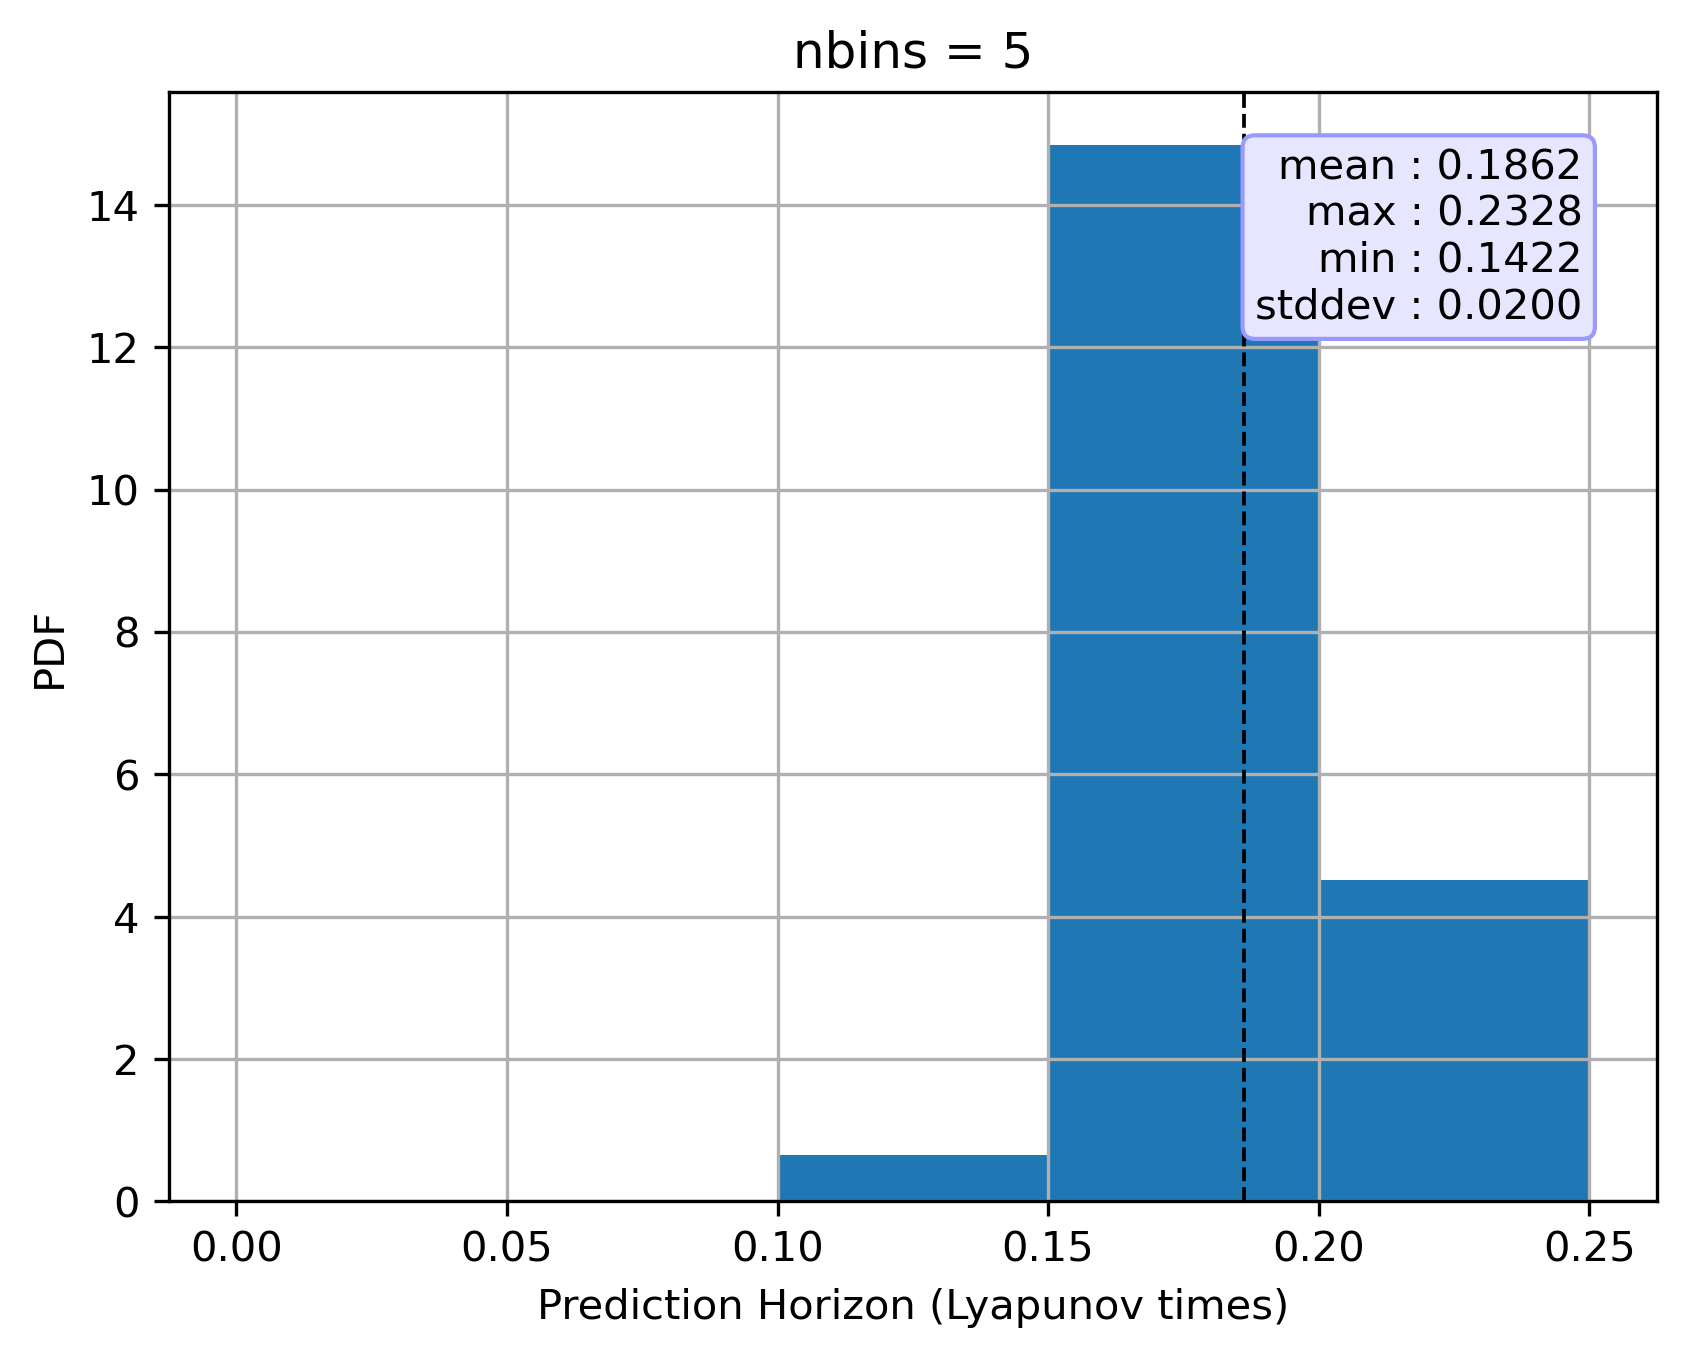 nbins = 5
mean : 0.1862
max : 0.2328
min : 0.1422
stddev : 0.0200
14
12
10
8
6
4
2
0
PDF
0.00 0.05 0.10 0.15 0.20 0.25
Prediction Horizon (Lyapunov times)